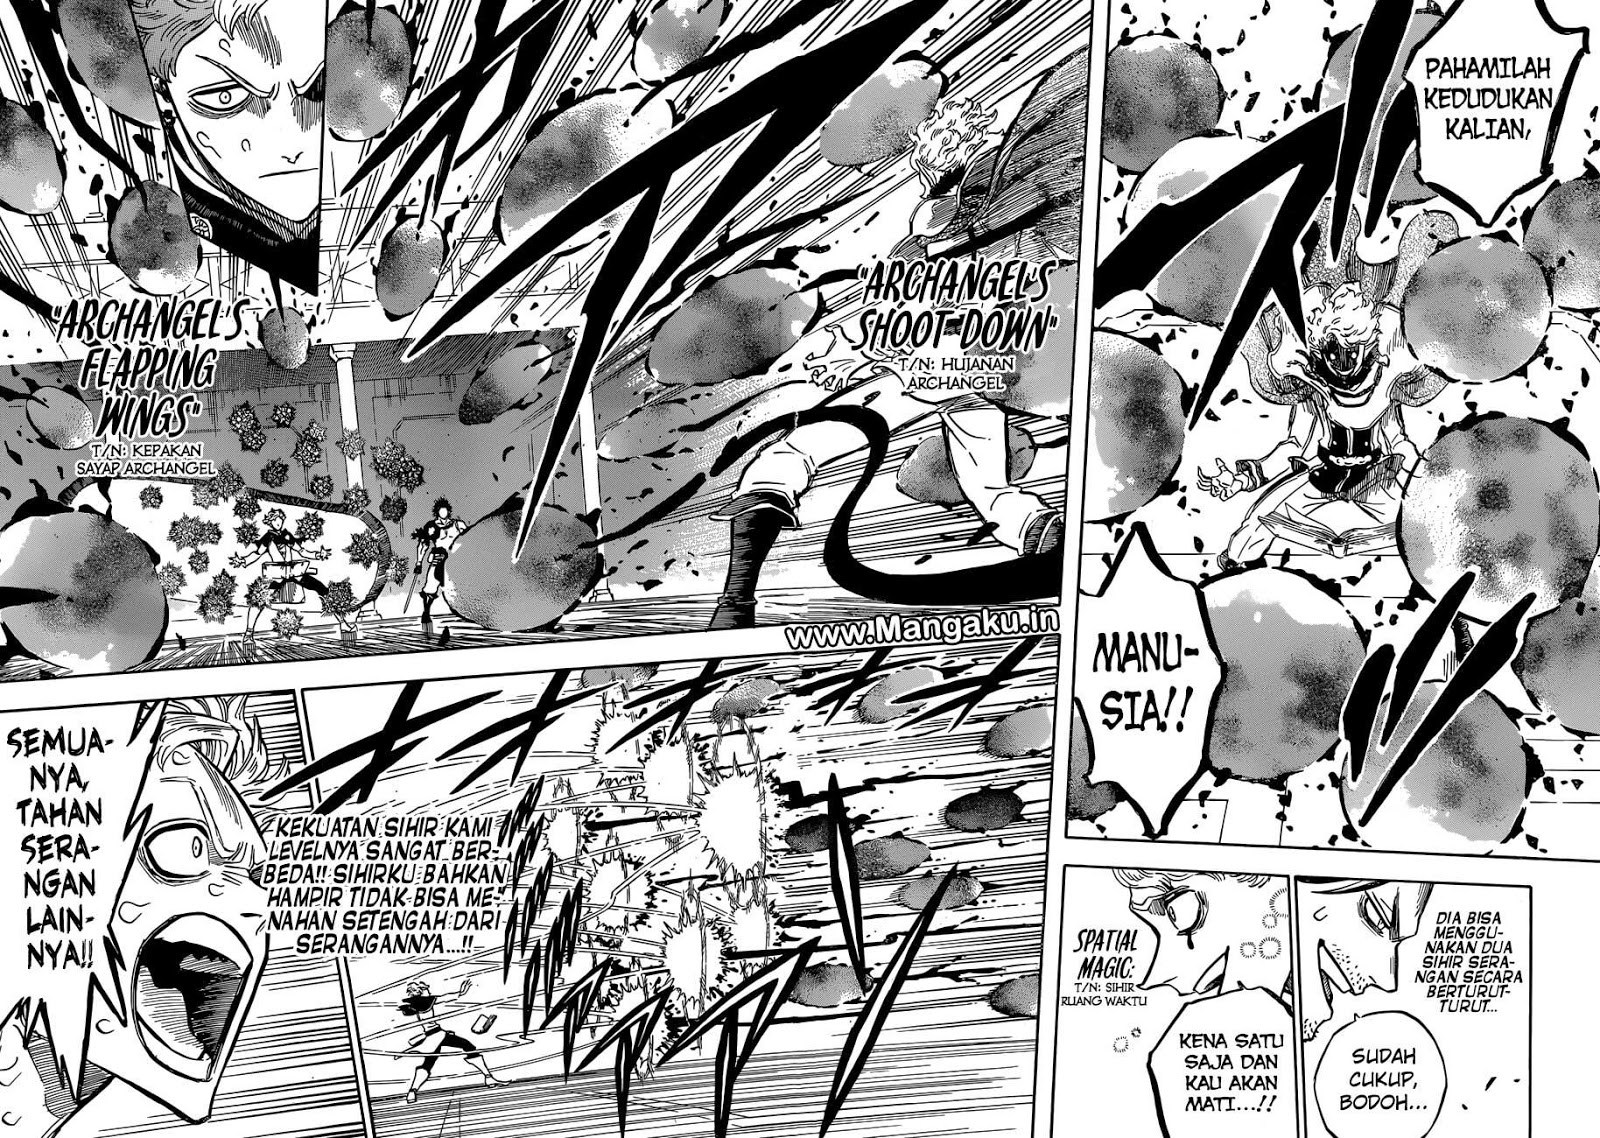 PAHAMILAH
KEDUDUKAN
KALIAN,
MANU-
SIA!!
DIA BISA
MENGGU-
NAKAN DUA
SIHIR SERA-
NGAN SECARA
BERTURUT-
TURUT...
SUDAH
CUKUP,
BODOH...
SPATIAL
MAGIC:
T/N: SIHIR
RUANG WAKTU
KENA SATU
SAJA DAN
KAU AKAN
MATI...!!
"ARCHANGEL'S
SHOOT DOWN"
T/N: HUJANAN
ARCHANGEL
"ARCHANGEL'S
FLAPPING
WINGS"
T/N: KEPAKAN
SAYAP ARCHANGEL
www.Mangaku.in
KEKUATAN SIHIR KAMI
LEVELNYA SANGAT BER-
BEDA!! SIHIRKU BAHKAN
HAMPIR TIDAK BISA ME-
NAHAN SETENGAH DARI
SERANGANNYA...!!
SEMUA-
NYA,
TAHAN
SERA-
NGAN
LAIN-
NYA!!